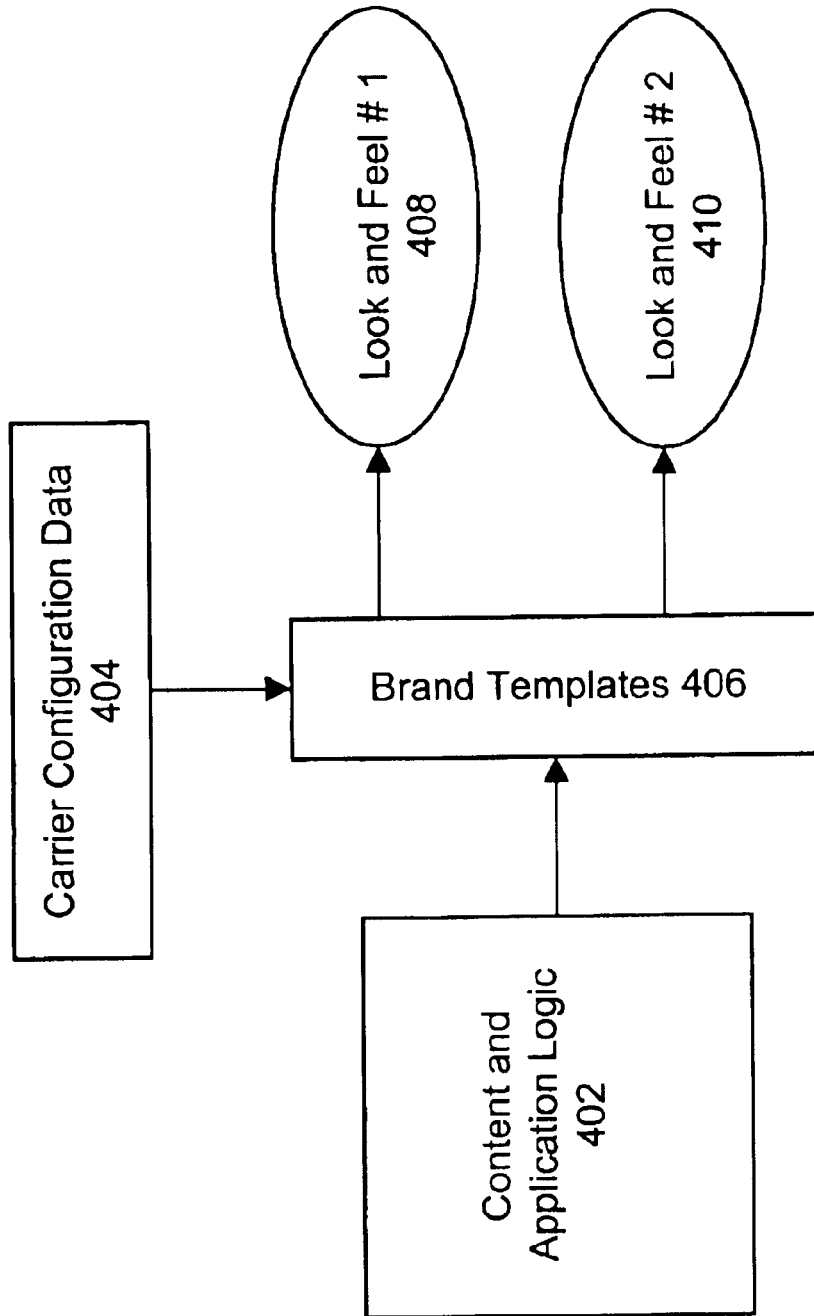 Carrier Configuration Data
404
Content and
Application Logic
402
Brand Templates 406
Look and Feel # 1
408
Look and Feel # 2
410